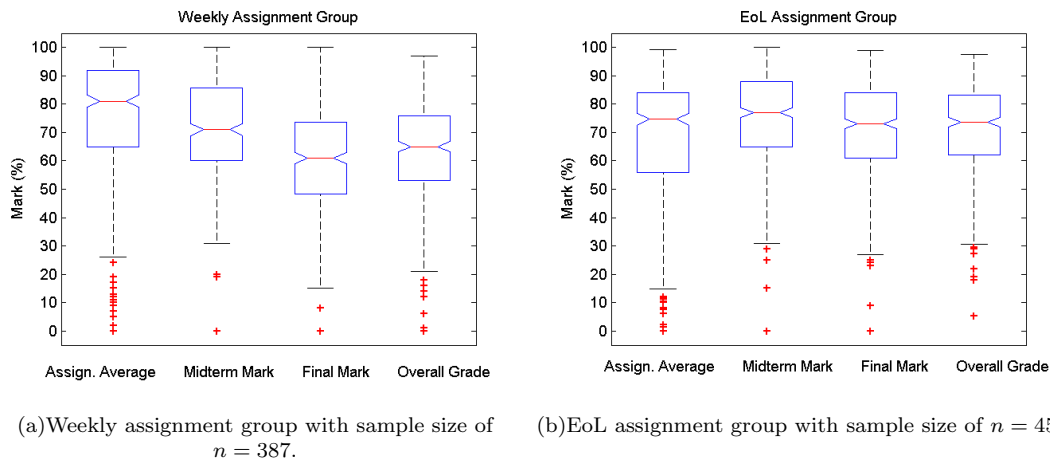 Weekly Assignment Group
Mark (%)
100
90
80
70
60
50
40
30
20
10
0
Assign. Average Midterm Mark Final Mark Overall Grade
(a)Weekly assignment group with sample size of
n = 387.
EoL Assignment Group
Mark (%)
100
90
80
70
60
50
40
30
20
10
0
Assign. Average Midterm Mark Final Mark Overall Grade
(b)EoL assignment group with sample size of n =